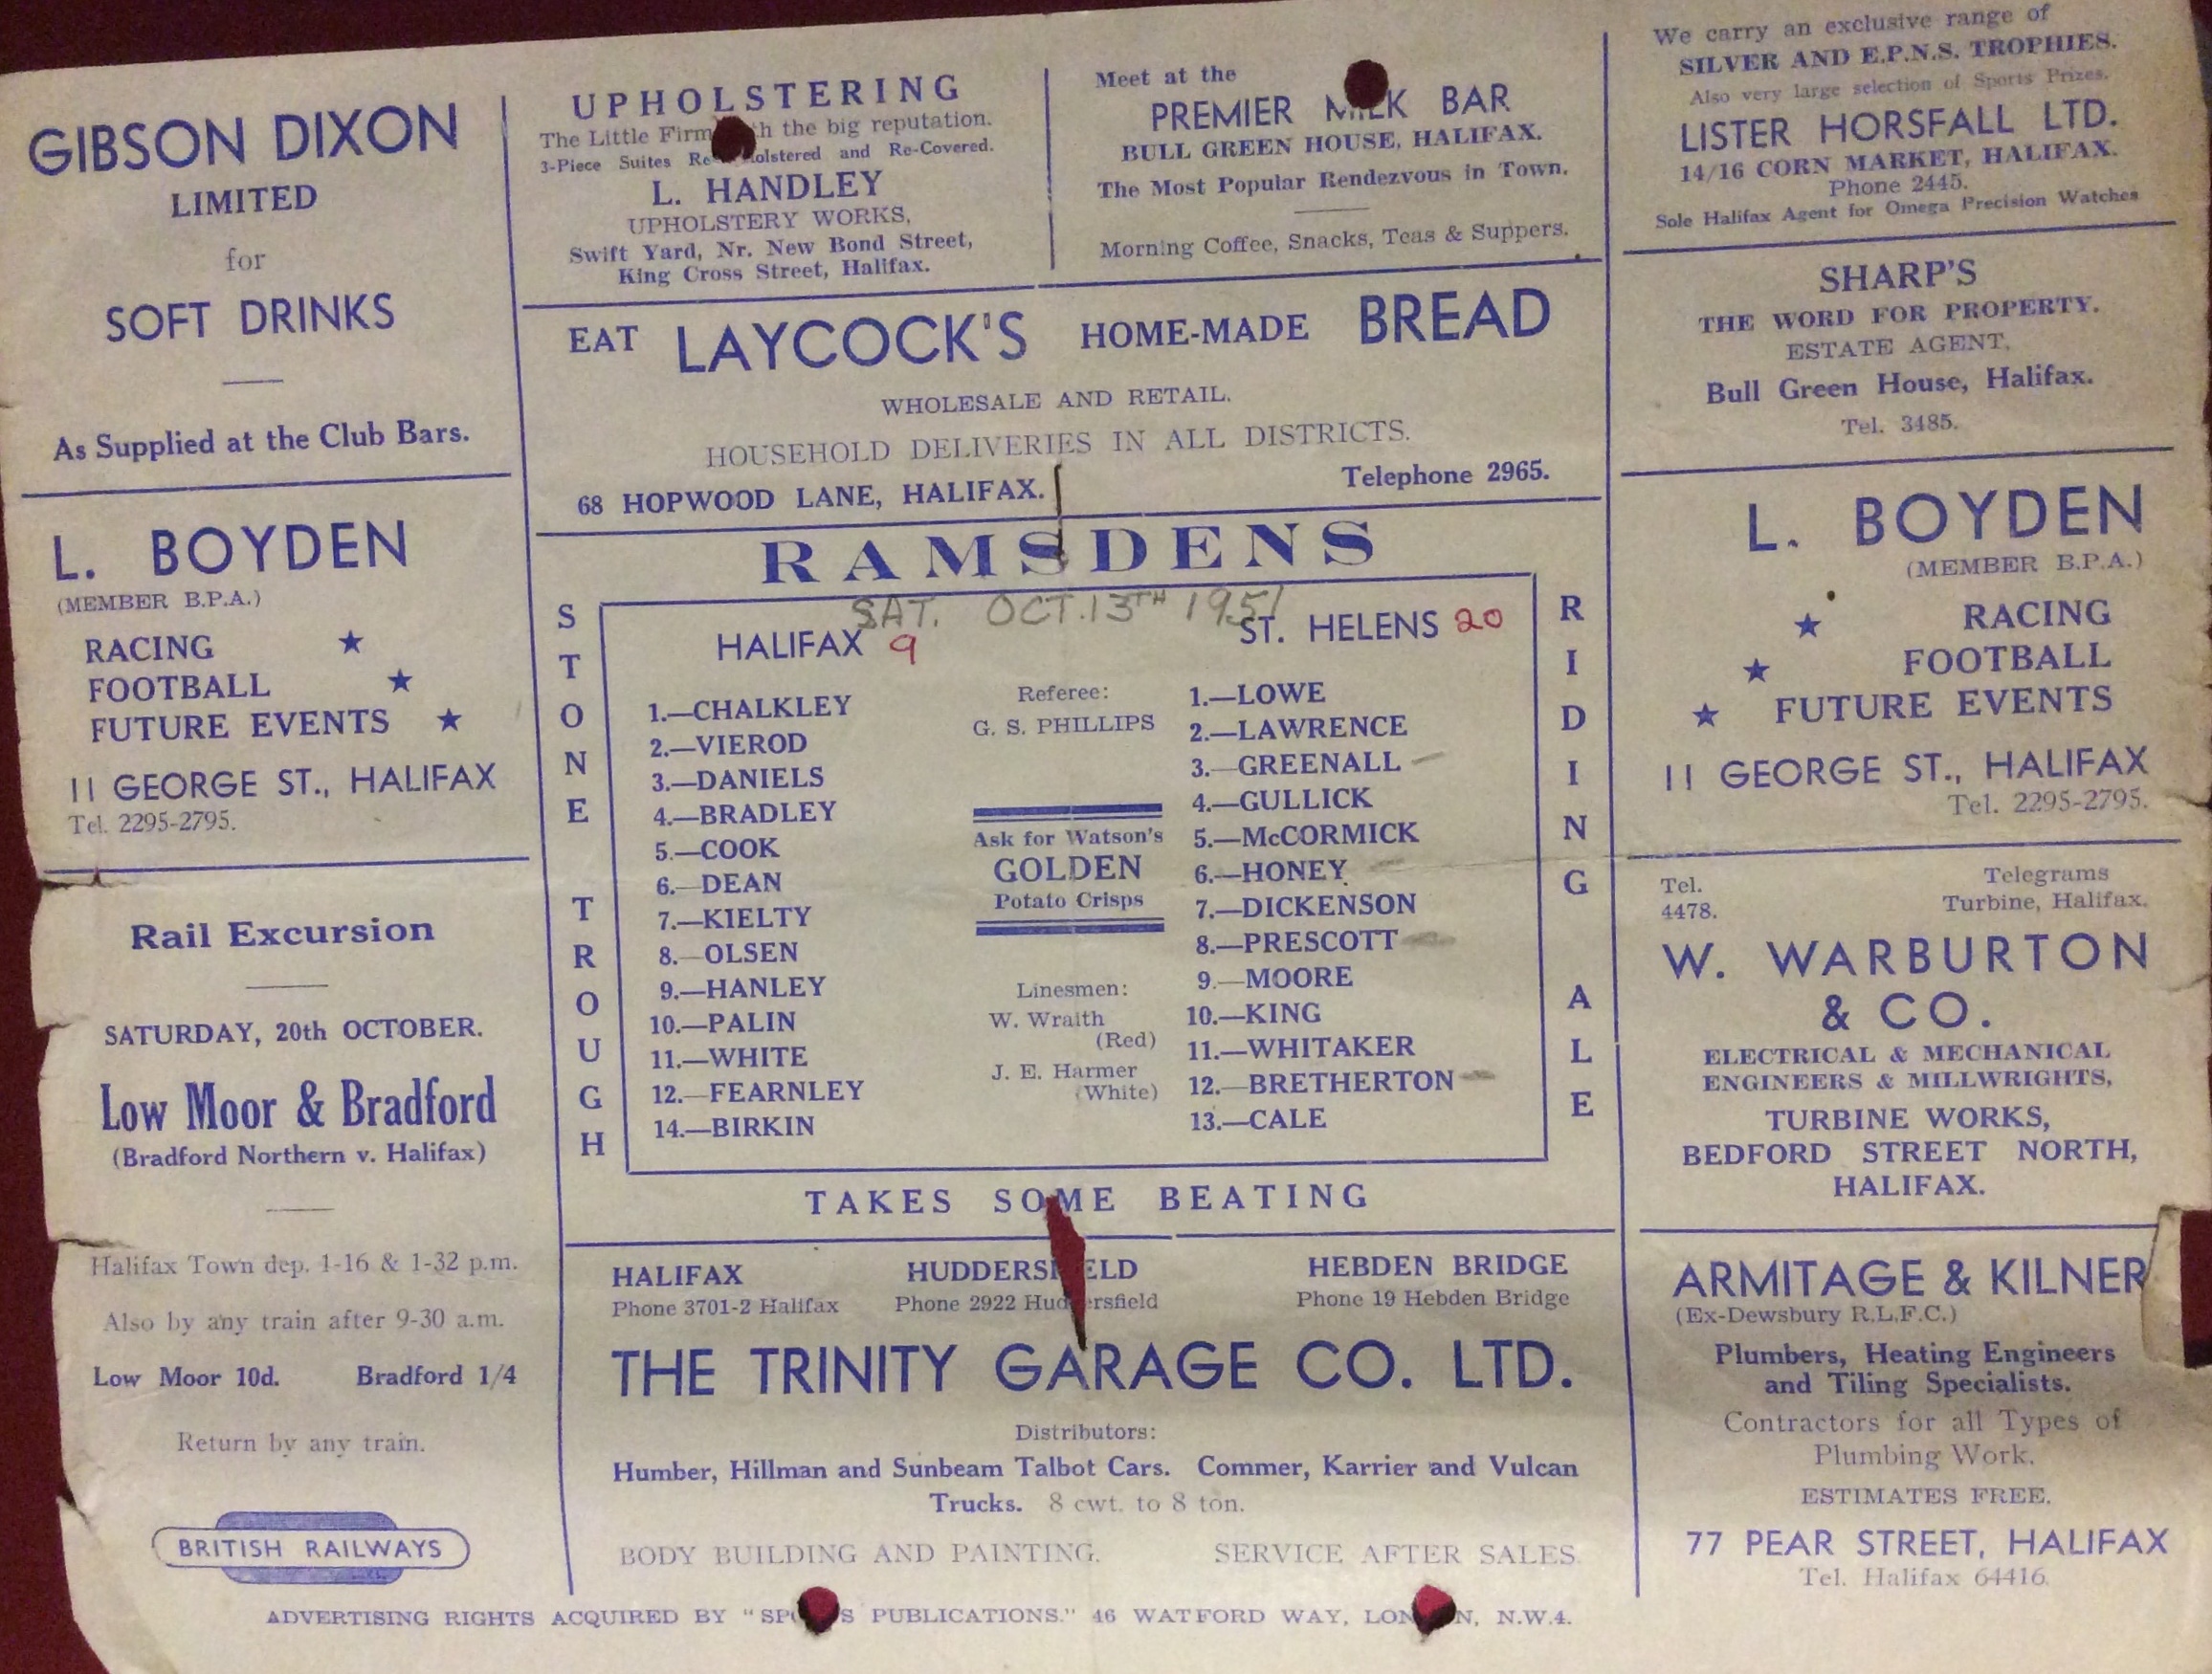 GIBSON DIXON
LIMITED
for
SOFT DRINKS
As Supplied at the Club Bars.
L. BOYDEN
(MEMBER B.P.A.)
RACING ★
FOOTBALL ★
FUTURE EVENTS ★
11 GEORGE ST., HALIFAX
Tel. 2295-2795.
Rail Excursion
SATURDAY, 20th OCTOBER.
Low Moor & Bradford
(Bradford Northern v. Halifax)
Halifax Town dep. 1-16 & 1-32 p.m.
Also by any train after 9-30 a.m.
Low Moor 10d. Bradford 1/4
Return by any train.
BRITISH RAILWAYS
UPHOLSTERING
The Little Firm the big reputation.
3-Piece Suites and Re-Covered.
L. HANDLEY
UPHOLSTERY WORKS,
Swift Yard, Nr. New Bond Street,
King Cross Street, Halifax.
Meet at the
PREMIER MILK BAR
BULL GREEN HOUSE, HALIFAX.
The Most Popular Rendezvous in Town.
Morning Coffee, Snacks, Teas & Suppers.
EAT LAYCOCK'S HOME-MADE BREAD
WHOLESALE AND RETAIL.
HOUSEHOLD DELIVERIES IN ALL DISTRICTS.
68 HOPWOOD LANE, HALIFAX. Telephone 2965.
RAMSDENS
STONE TROUGH
SAT. OCT. 13TH 1951
HALIFAX 9
1.—CHALKLEY
2.—VIEROD
3.—DANIELS
4.—BRADLEY
5.—COOK
6.—DEAN
7.—KIELTY
8.—OLSEN
9.—HANLEY
10.—PALIN
11.—WHITE
12.—FEARNLEY
14.—BIRKIN
Referee:
G. S. PHILLIPS
Ask for Watson's
GOLDEN
Potato Crisps
Linesmen:
W. Wraith
(Red)
J. E. Harmer
(White)
ST. HELENS 20
1.—LOWE
2.—LAWRENCE
3.—GREENALL
4.—GULLICK
5.—McCORMICK
6.—HONEY
7.—DICKENSON
8.—PRESCOTT
9.—MOORE
10.—KING
11.—WHITAKER
12.—BRETHERTON
13.—CALE
RIDING ALE
TAKES SOME BEATING
HALIFAX HUDDERSFIELD HEBDEN BRIDGE
Phone 3701-2 Halifax Phone 2922 Huddersfield Phone 19 Hebden Bridge
THE TRINITY GARAGE CO. LTD.
Distributors:
Humber, Hillman and Sunbeam Talbot Cars. Commer, Karrier and Vulcan
Trucks. 8 cwt. to 8 ton.
BODY BUILDING AND PAINTING. SERVICE AFTER SALES.
We carry an exclusive range of
SILVER AND E.P.N.S. TROPHIES.
Also very large selection of Sports Prizes.
LISTER HORSFALL LTD.
14/16 CORN MARKET, HALIFAX.
Phone 2445.
Sole Halifax Agent for Omega Precision Watches
SHARP'S
THE WORD FOR PROPERTY.
ESTATE AGENT,
Bull Green House, Halifax.
Tel. 3485.
L. BOYDEN
(MEMBER B.P.A.)
★ RACING
★ FOOTBALL
★ FUTURE EVENTS
11 GEORGE ST., HALIFAX
Tel. 2295-2795.
Tel. Telegrams
4478. Turbine, Halifax.
W. WARBURTON
& CO.
ELECTRICAL & MECHANICAL
ENGINEERS & MILLWRIGHTS,
TURBINE WORKS,
BEDFORD STREET NORTH,
HALIFAX.
ARMITAGE & KILNER
(Ex-Dewsbury R.L.F.C.)
Plumbers, Heating Engineers
and Tiling Specialists.
Contractors for all Types of
Plumbing Work.
ESTIMATES FREE.
77 PEAR STREET, HALIFAX
Tel. Halifax 64416.
ADVERTISING RIGHTS ACQUIRED BY "SPORTS PUBLICATIONS." 46 WATFORD WAY, LONDON, N.W.4.